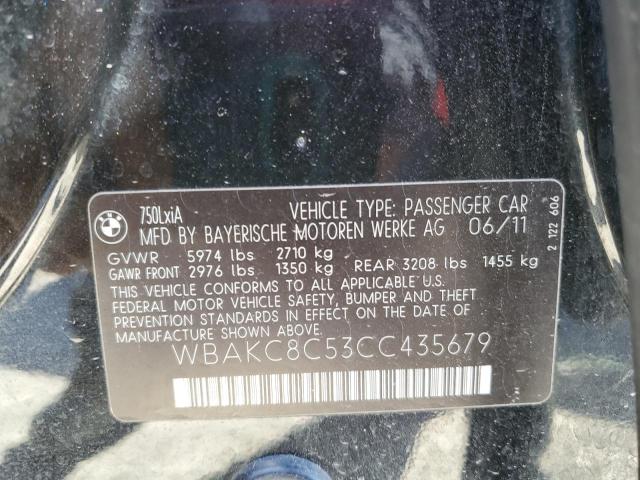 BMW
750LxiA VEHICLE TYPE: PASSENGER CAR
MFD BY BAYERISCHE MOTOREN WERKE AG 06/11
GVWR 5974 lbs 2710 kg
GAWR FRONT 2976 lbs 1350 kg REAR 3208 lbs 1455 kg
THIS VEHICLE CONFORMS TO ALL APPLICABLE U.S.
FEDERAL MOTOR VEHICLE SAFETY, BUMPER AND THEFT
PREVENTION STANDARDS IN EFFECT ON THE DATE OF
MANUFACTURE SHOWN ABOVE.
WBAKC8C53CC435679
2 122 606